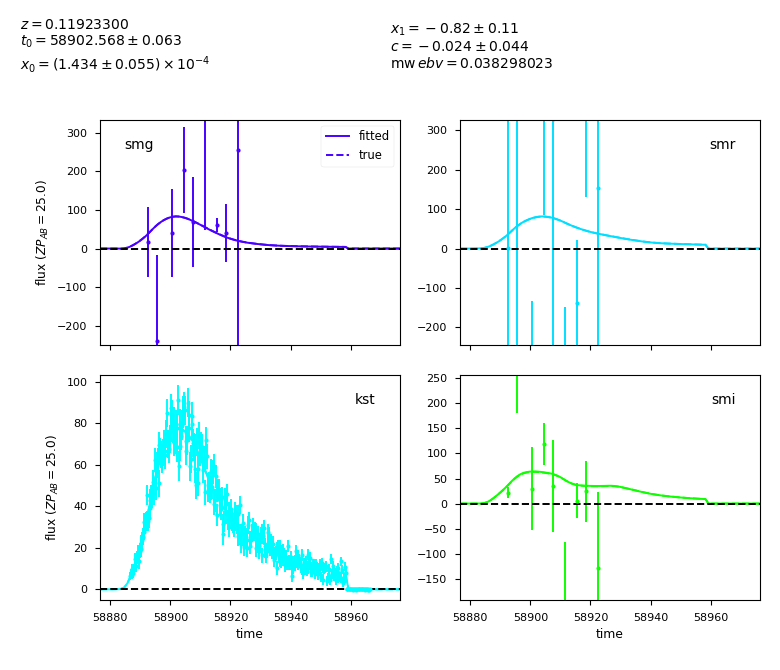 z = 0.11923300
t0 = 58902.568 ± 0.063
x0 = (1.434 ± 0.055) × 10^-4
x1 = −0.82 ± 0.11
c = −0.024 ± 0.044
mw ebv = 0.038298023
smg
fitted
true
flux (ZP_AB = 25.0)
300
200
100
0
−100
−200
smr
300
200
100
0
−100
−200
kst
flux (ZP_AB = 25.0)
100
80
60
40
20
0
58880 58900 58920 58940 58960
time
smi
250
200
150
100
50
0
−50
−100
−150
58880 58900 58920 58940 58960
time